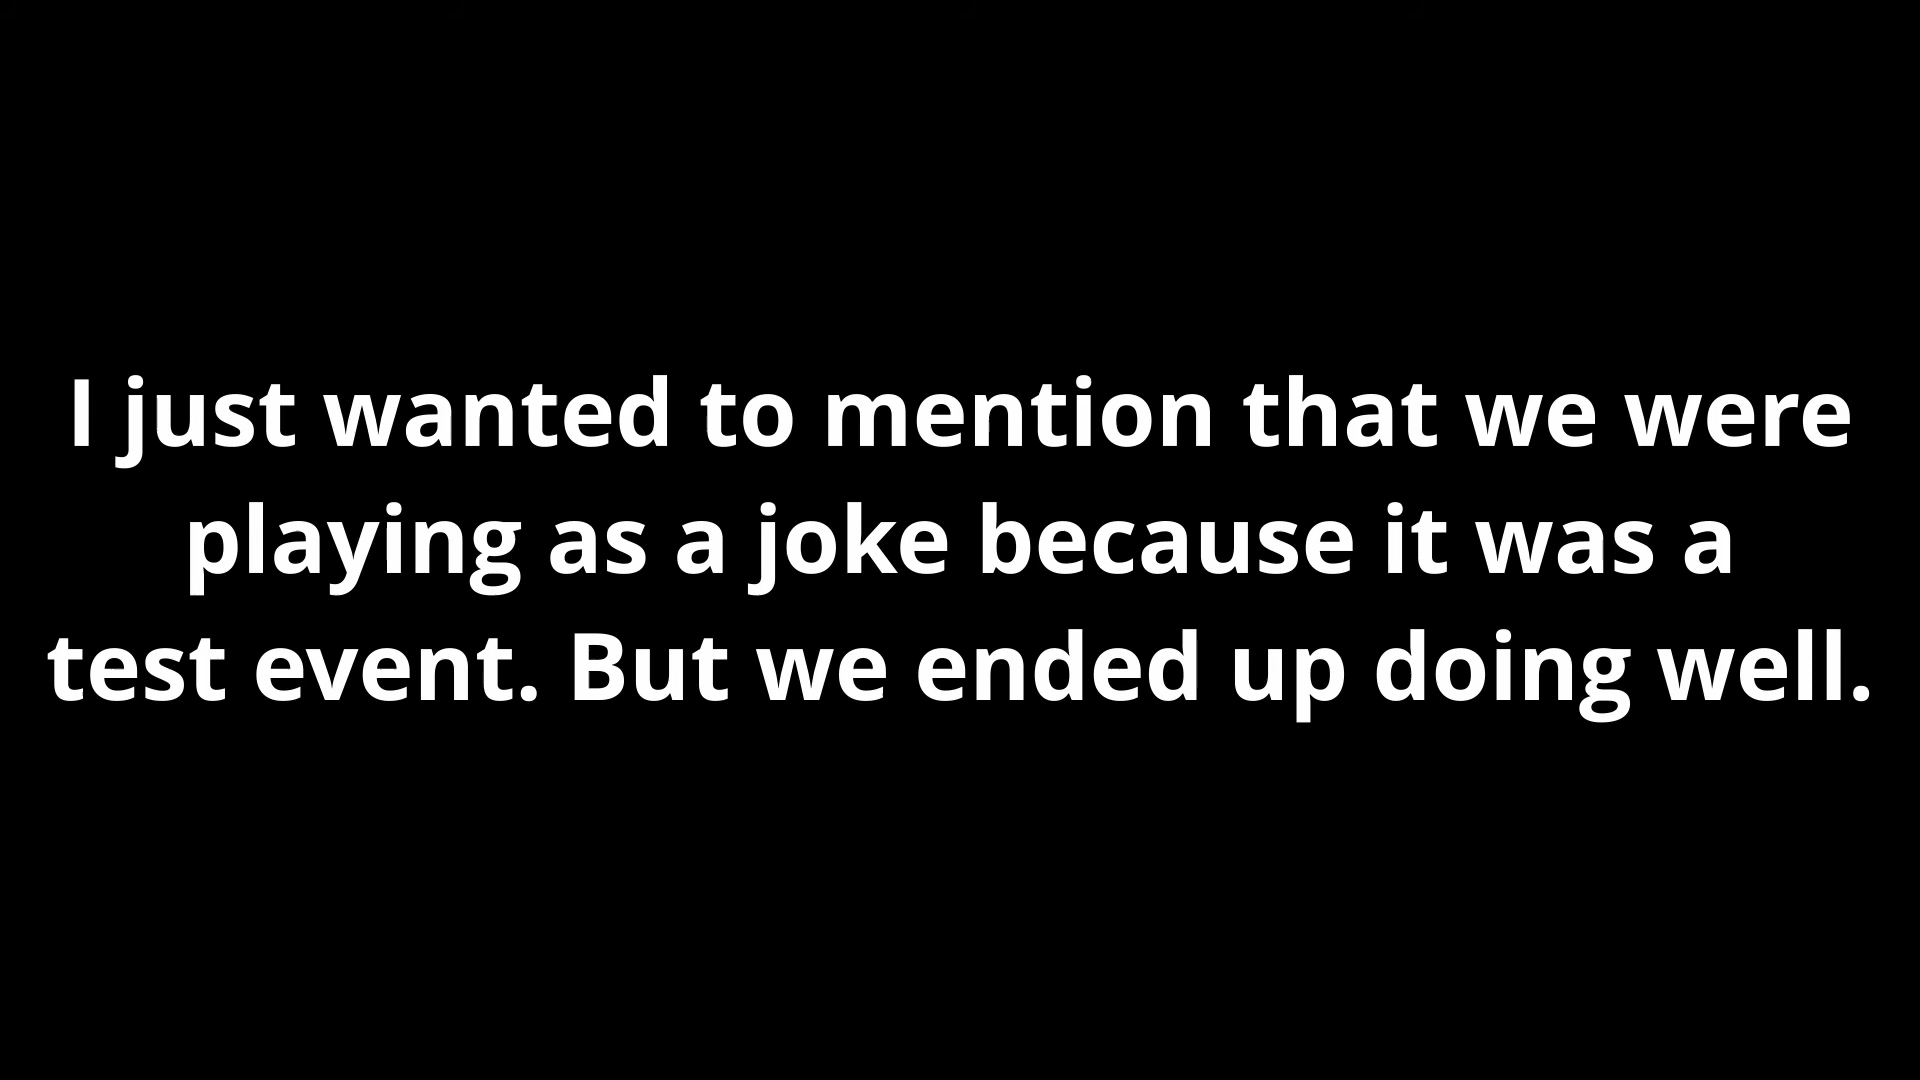 I just wanted to mention that we were
playing as a joke because it was a
test event. But we ended up doing well.